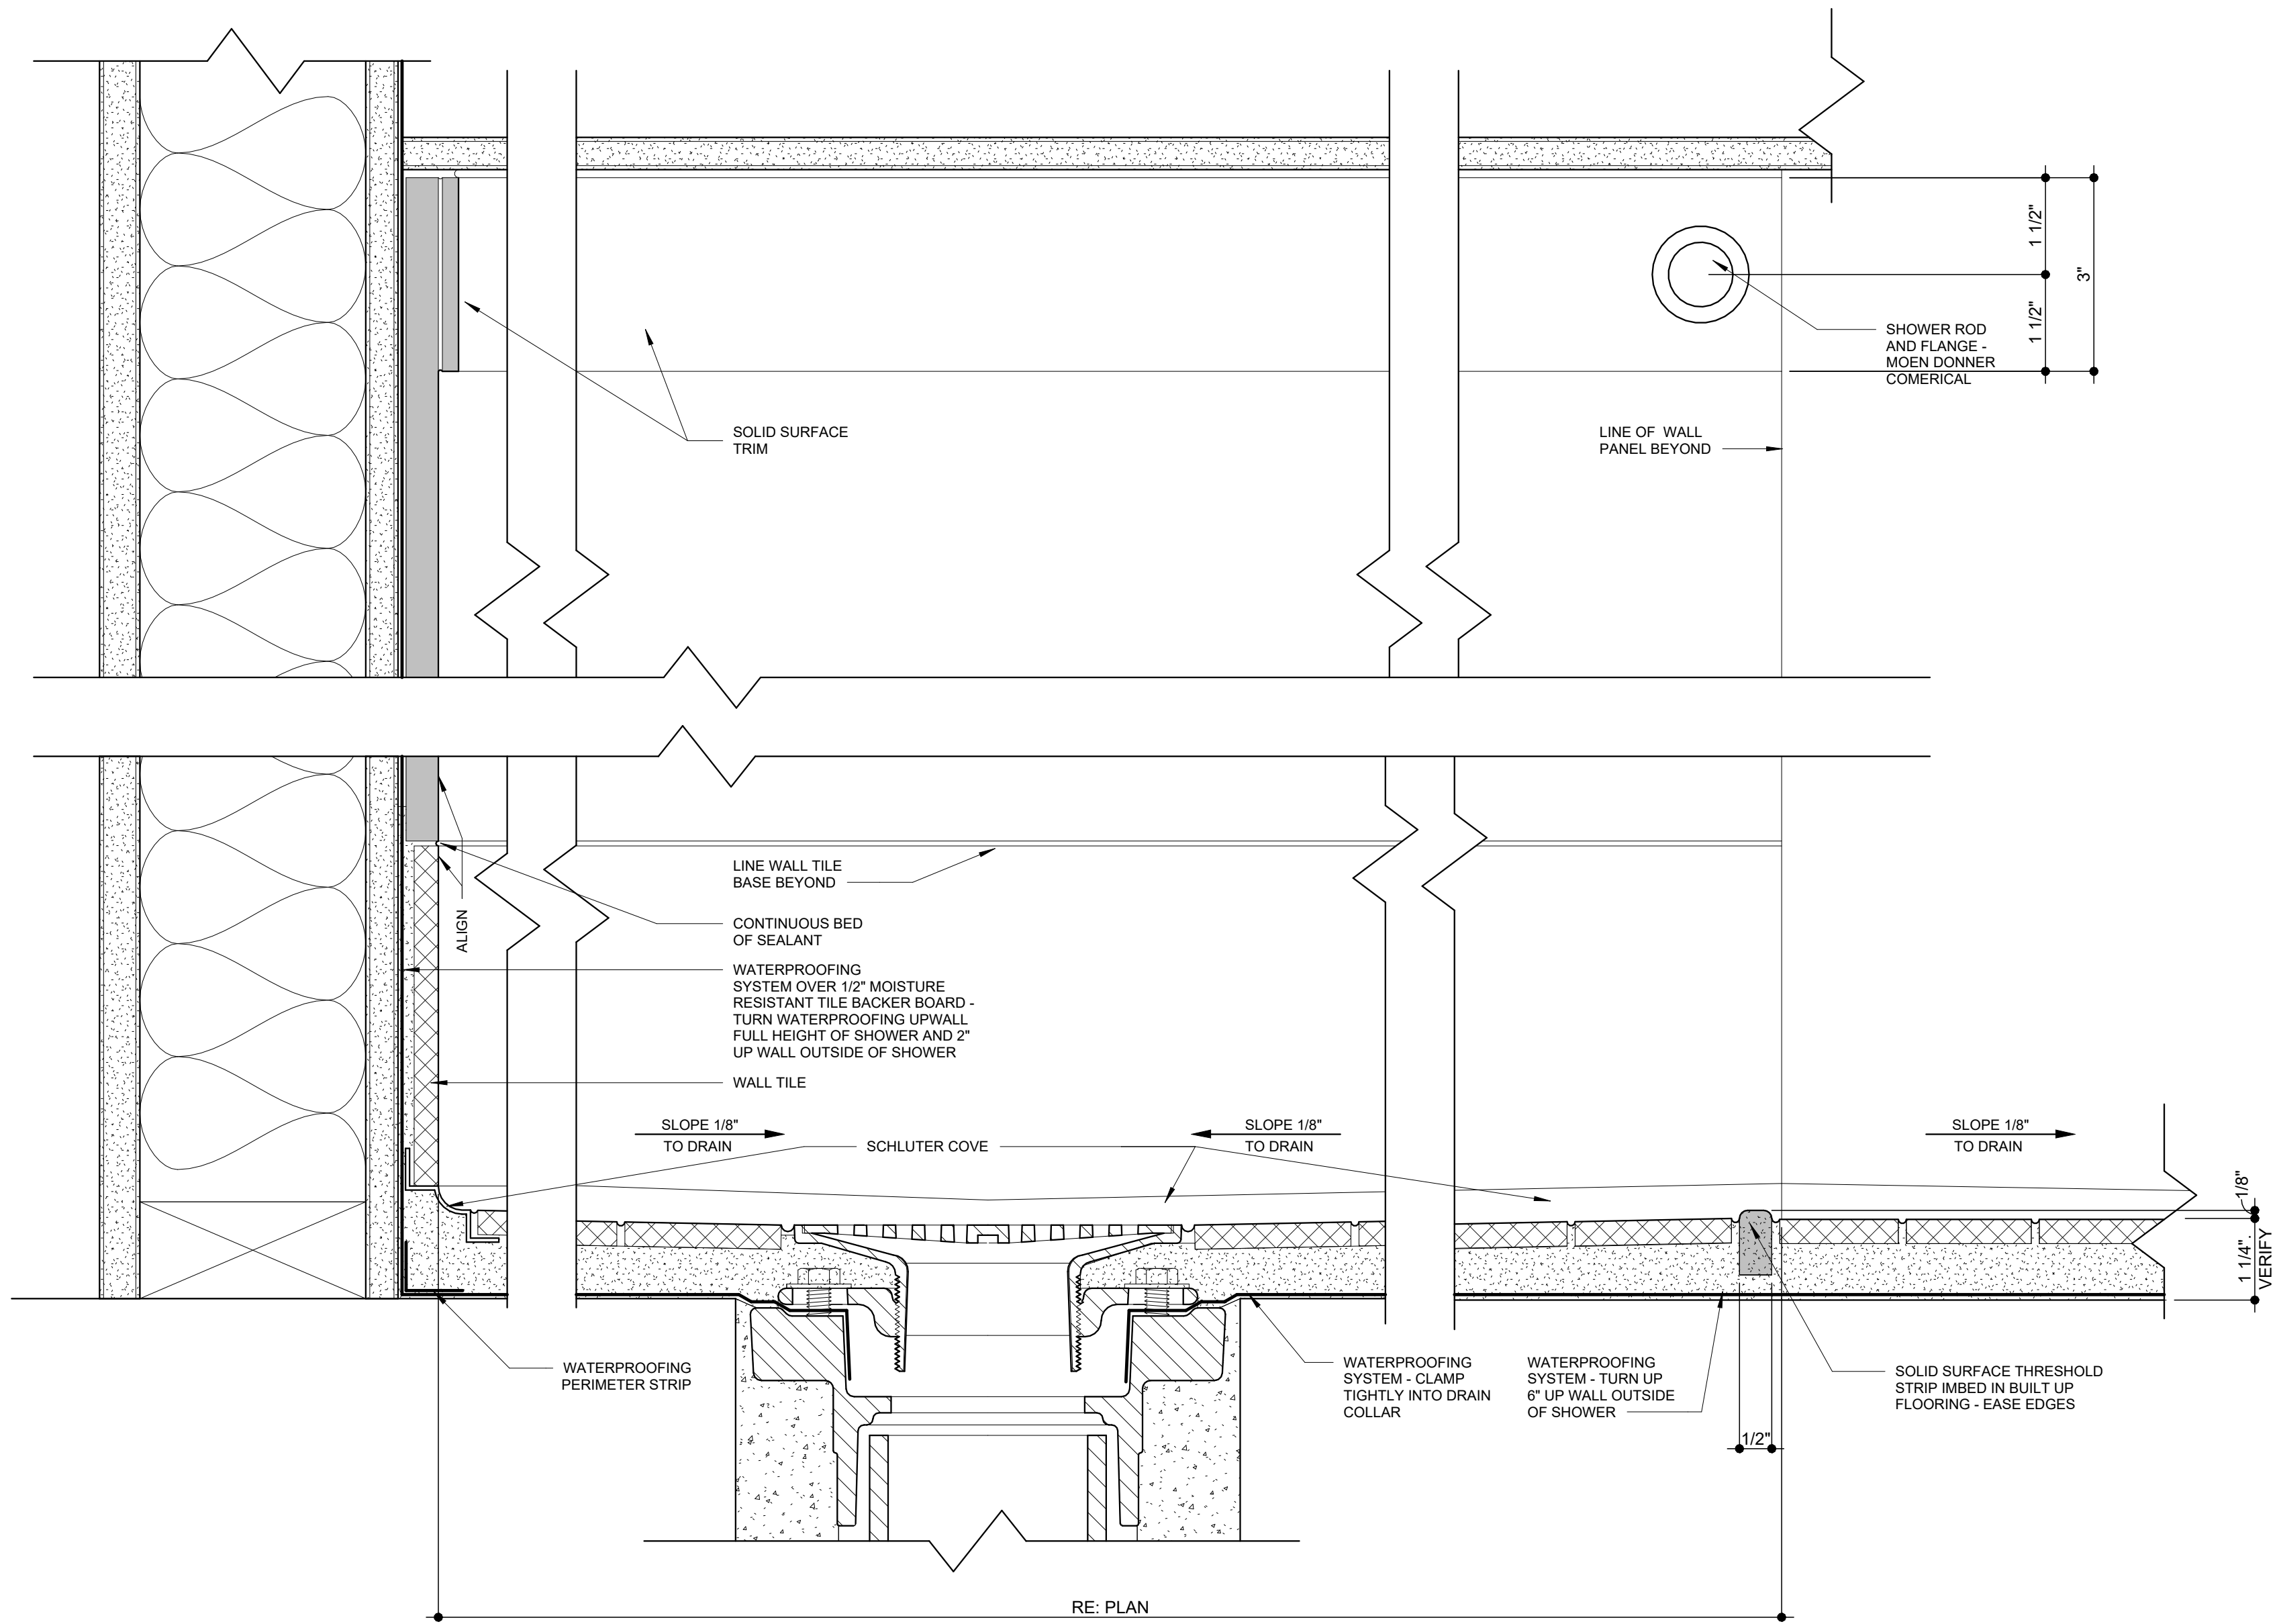 1 1/2"
3"
1 1/2"
SHOWER ROD
AND FLANGE -
MOEN DONNER
COMERICAL
SOLID SURFACE
TRIM
LINE OF WALL
PANEL BEYOND
LINE WALL TILE
BASE BEYOND
ALIGN
CONTINUOUS BED
OF SEALANT
WATERPROOFING
SYSTEM OVER 1/2" MOISTURE
RESISTANT TILE BACKER BOARD -
TURN WATERPROOFING UPWALL
FULL HEIGHT OF SHOWER AND 2"
UP WALL OUTSIDE OF SHOWER
WALL TILE
SLOPE 1/8"
TO DRAIN
SCHLUTER COVE
SLOPE 1/8"
TO DRAIN
SLOPE 1/8"
TO DRAIN
1/8"
1 1/4"
VERIFY
WATERPROOFING
PERIMETER STRIP
WATERPROOFING
SYSTEM - CLAMP
TIGHTLY INTO DRAIN
COLLAR
WATERPROOFING
SYSTEM - TURN UP
6" UP WALL OUTSIDE
OF SHOWER
SOLID SURFACE THRESHOLD
STRIP IMBED IN BUILT UP
FLOORING - EASE EDGES
1/2"
RE: PLAN